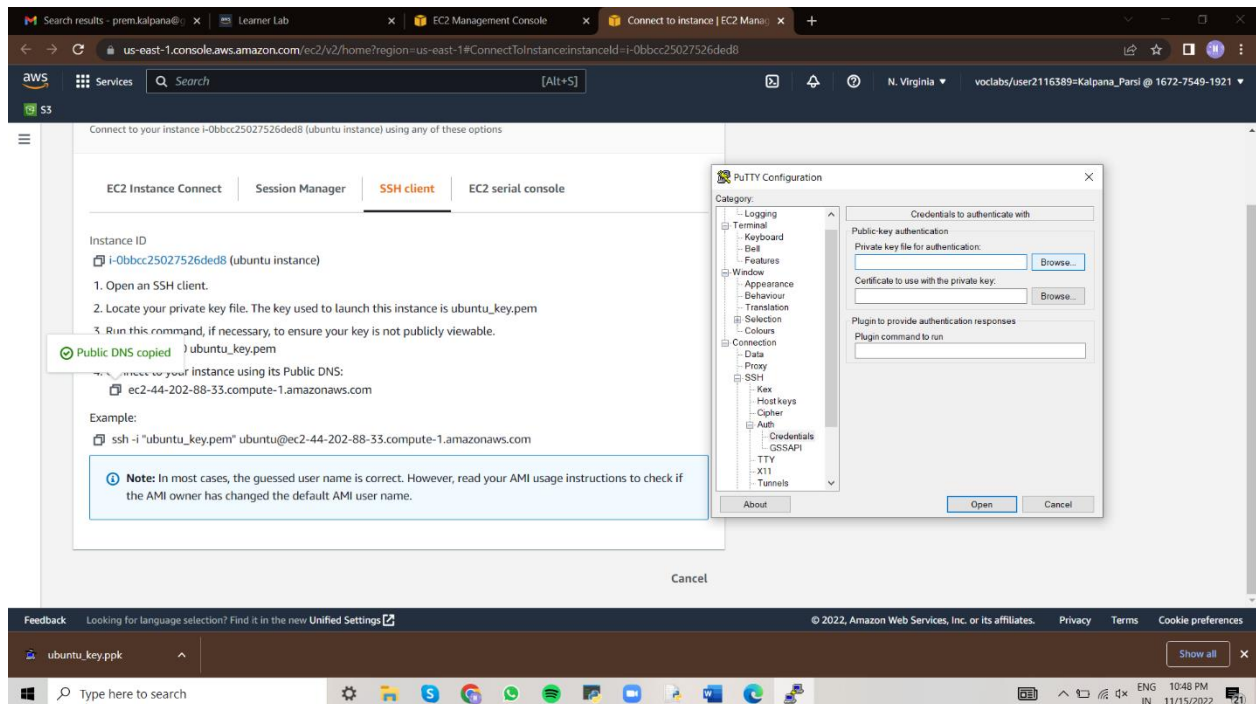 Search results - prem.kalpana@g
Learner Lab
EC2 Management Console
Connect to instance | EC2 Manag
us-east-1.console.aws.amazon.com/ec2/v2/home?region=us-east-1#ConnectToInstance:instanceId=i-0bbcc25027526ded8
aws
Services
Search
[Alt+S]
N. Virginia
voclabs/user2116389=Kalpana_Parsi @ 1672-7549-1921
S3
Connect to your instance i-0bbcc25027526ded8 (ubuntu instance) using any of these options
EC2 Instance Connect
Session Manager
SSH client
EC2 serial console
Instance ID
i-0bbcc25027526ded8 (ubuntu instance)
1. Open an SSH client.
2. Locate your private key file. The key used to launch this instance is ubuntu_key.pem
3. Run this command, if necessary, to ensure your key is not publicly viewable.
Public DNS copied
ubuntu_key.pem
your instance using its Public DNS:
ec2-44-202-88-33.compute-1.amazonaws.com
Example:
ssh -i "ubuntu_key.pem" ubuntu@ec2-44-202-88-33.compute-1.amazonaws.com
Note: In most cases, the guessed user name is correct. However, read your AMI usage instructions to check if
the AMI owner has changed the default AMI user name.
Cancel
PuTTY Configuration
Category:
Logging
Terminal
Keyboard
Bell
Features
Window
Appearance
Behaviour
Translation
Selection
Colours
Connection
Data
Proxy
SSH
Kex
Host keys
Cipher
Auth
Credentials
GSSAPI
TTY
X11
Tunnels
Credentials to authenticate with
Public-key authentication
Private key file for authentication:
Browse...
Certificate to use with the private key:
Browse...
Plugin to provide authentication responses
Plugin command to run
About
Open
Cancel
Feedback
Looking for language selection? Find it in the new Unified Settings
© 2022, Amazon Web Services, Inc. or its affiliates.
Privacy
Terms
Cookie preferences
ubuntu_key.ppk
Show all
Type here to search
ENG
IN
10:48 PM
11/15/2022
21